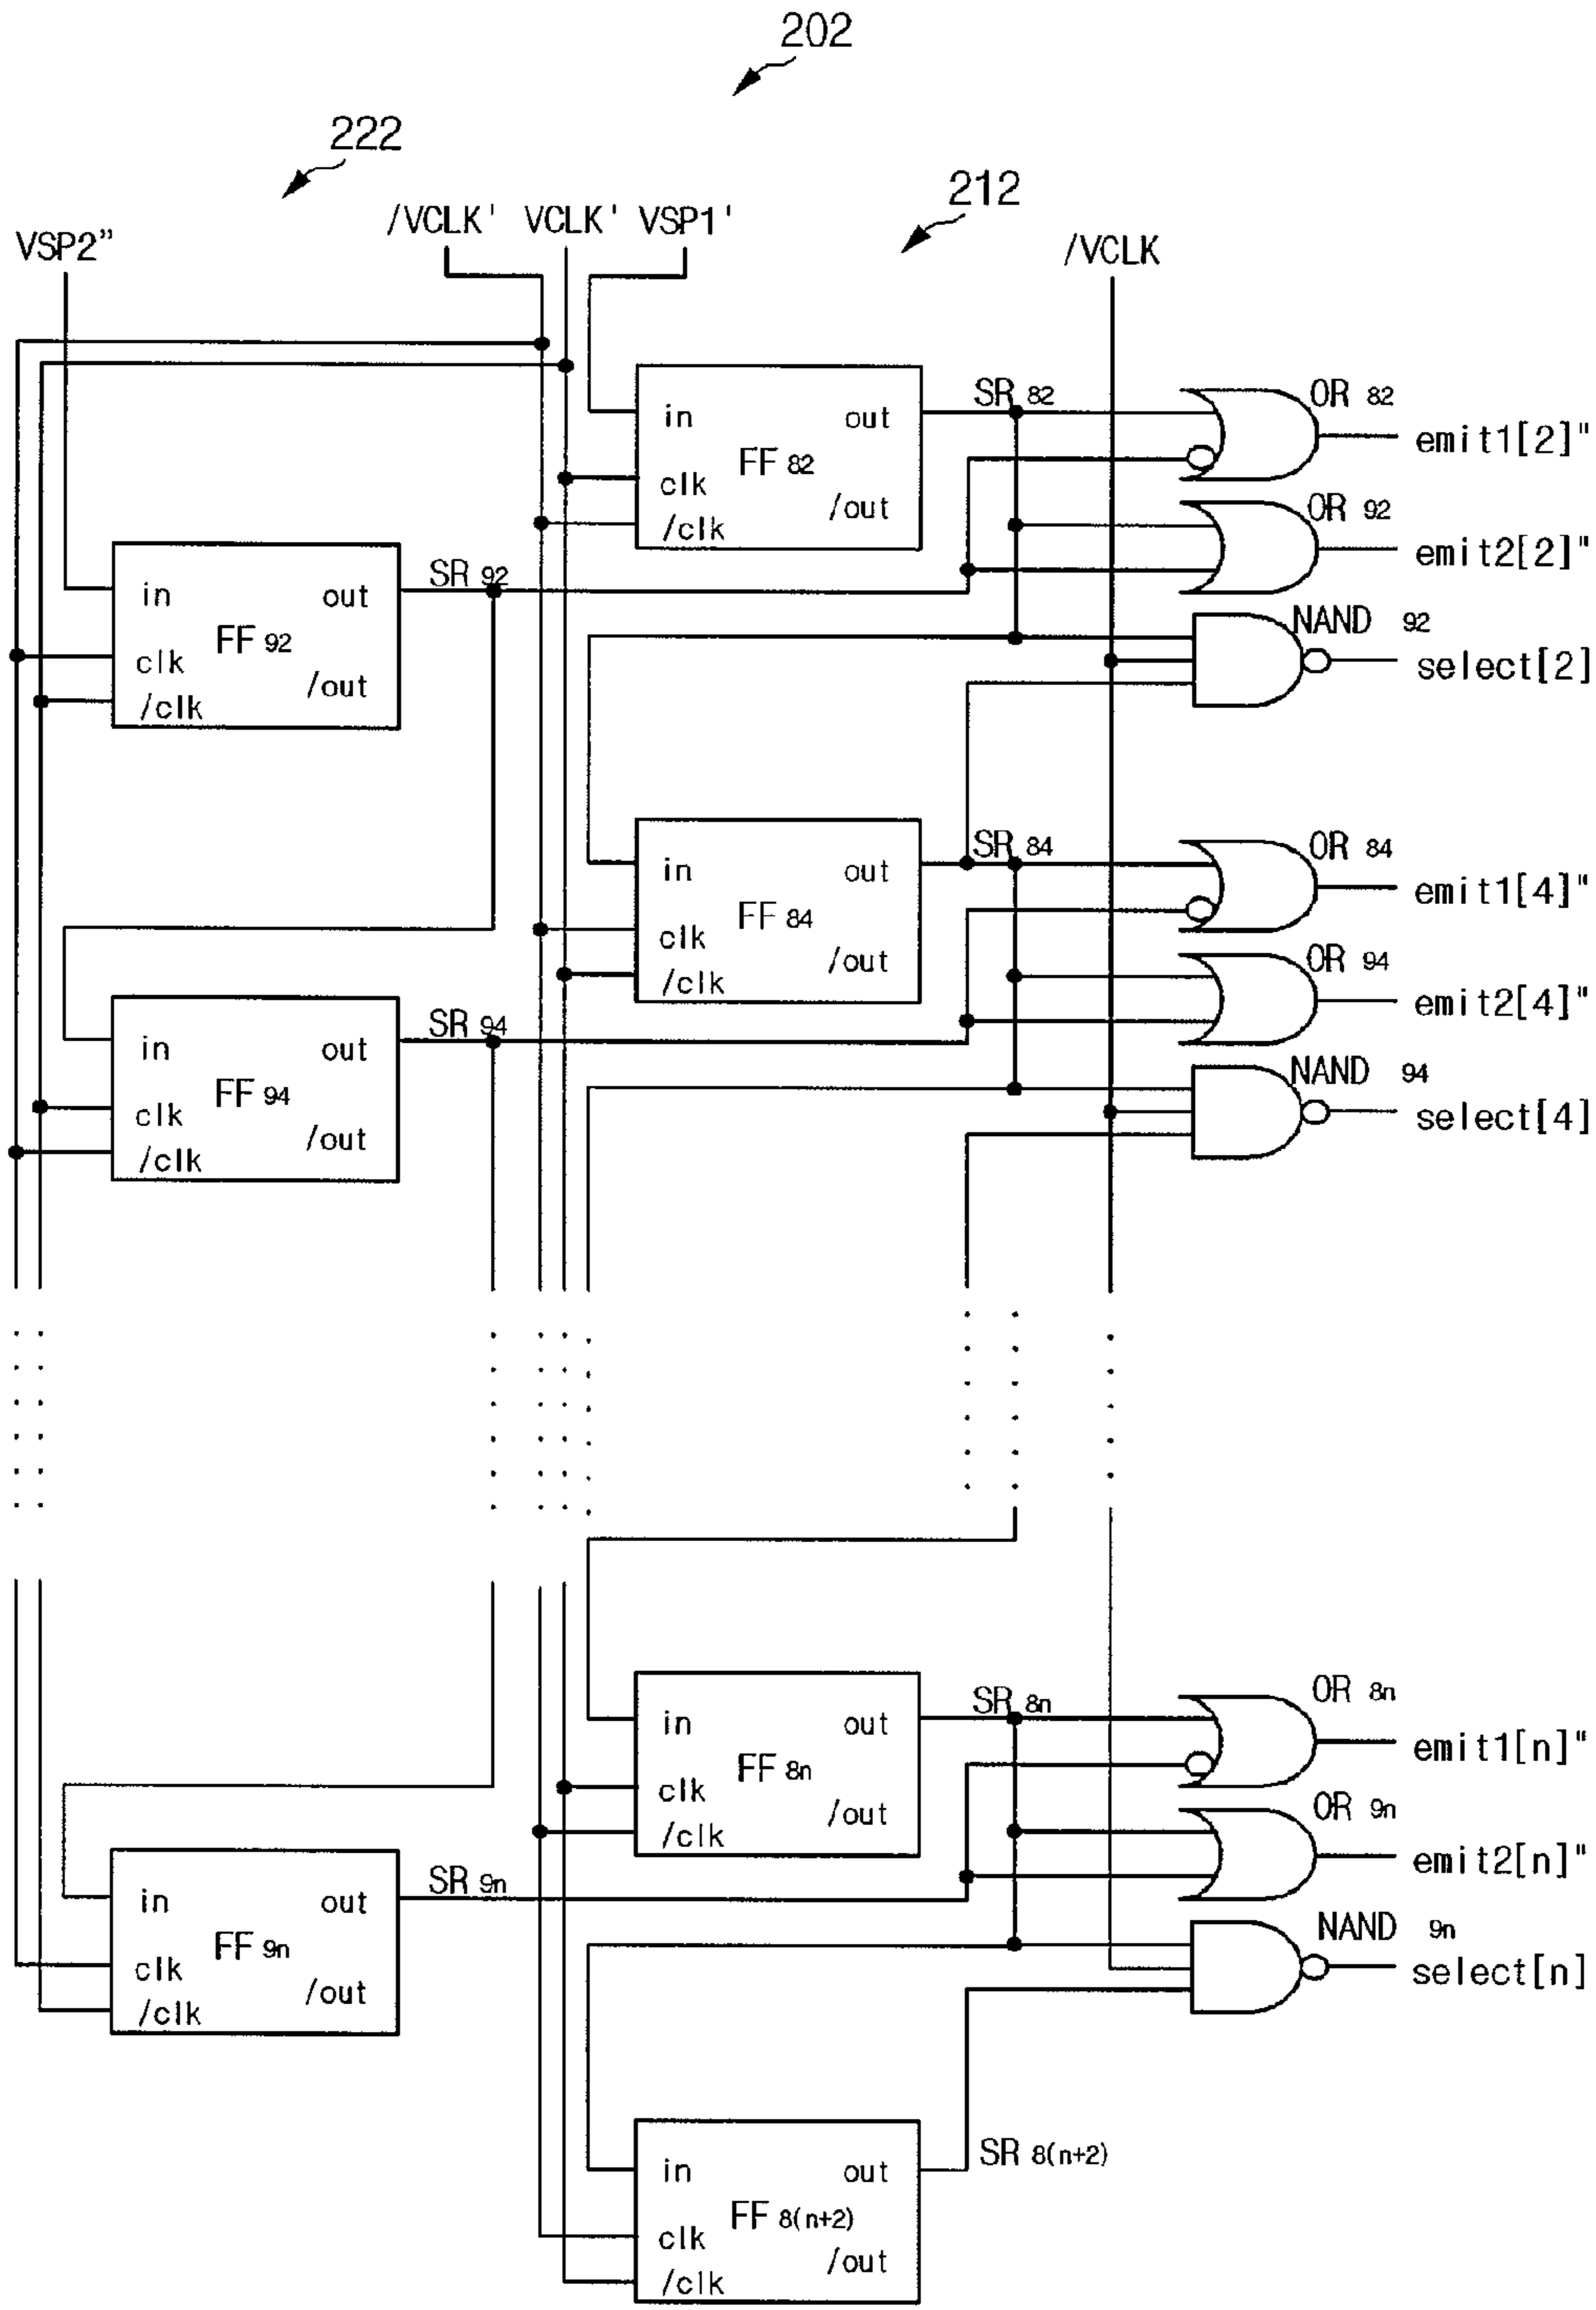 202
222
212
/VCLK' VCLK' VSP1'
VSP2"
/VCLK
SR 82
OR 82
in out
emit1[2]"
FF 82
clk
/out
/clk
OR 92
emit2[2]"
SR 92
in out
NAND 92
FF 92
clk
select[2]
/out
/clk
SR 84
OR 84
in out
emit1[4]"
FF 84
clk
/out
/clk
OR 94
emit2[4]"
SR 94
in out
NAND 94
FF 94
clk
select[4]
/out
/clk
SR 8n
OR 8n
in out
emit1[n]"
FF 8n
clk
/out
/clk
OR 9n
emit2[n]"
SR 9n
in out
NAND 9n
FF 9n
clk
select[n]
/out
/clk
SR 8(n+2)
in out
FF 8(n+2)
clk
/out
/clk